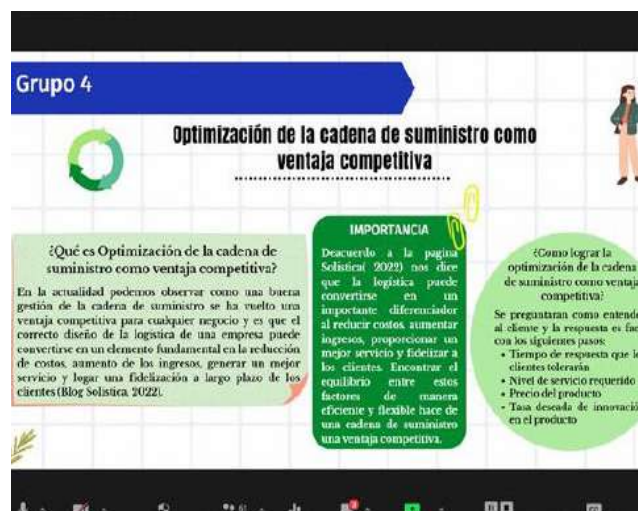 Grupo 4
Optimización de la cadena de suministro como
ventaja competitiva
¿Qué es Optimización de la cadena de
suministro como ventaja competitiva?
En la actualidad podemos observar como una buena
gestión de la cadena de suministro se ha vuelto una
ventaja competitiva para cualquier negocio y es que el
correcto diseño de la logística de una empresa puede
convertirse en un elemento fundamental en la reducción
de costos, aumento de los ingresos, generar un mejor
servicio y logar una fidelización a largo plazo de los
clientes (Blog Solistica, 2022).
IMPORTANCIA
Deacuerdo a la pagina
Solistica( 2022) nos dice
que la logística puede
convertirse en un
importante diferenciador
al reducir costos, aumentar
ingresos, proporcionar un
mejor servicio y fidelizar a
los clientes. Encontrar el
equilibrio entre estos
factores de manera
eficiente y flexible hace de
una cadena de suministro
una ventaja competitiva.
¿Como lograr la
optimización de la cadena
de suministro como ventaja
competitiva?
Se preguntaran como entende
al cliente y la respuesta es fac
con los siguientes pasos:
• Tiempo de respuesta que l
clientes tolerarán
• Nivel de servicio requerido
• Precio del producto
• Tasa deseada de innovació
en el producto